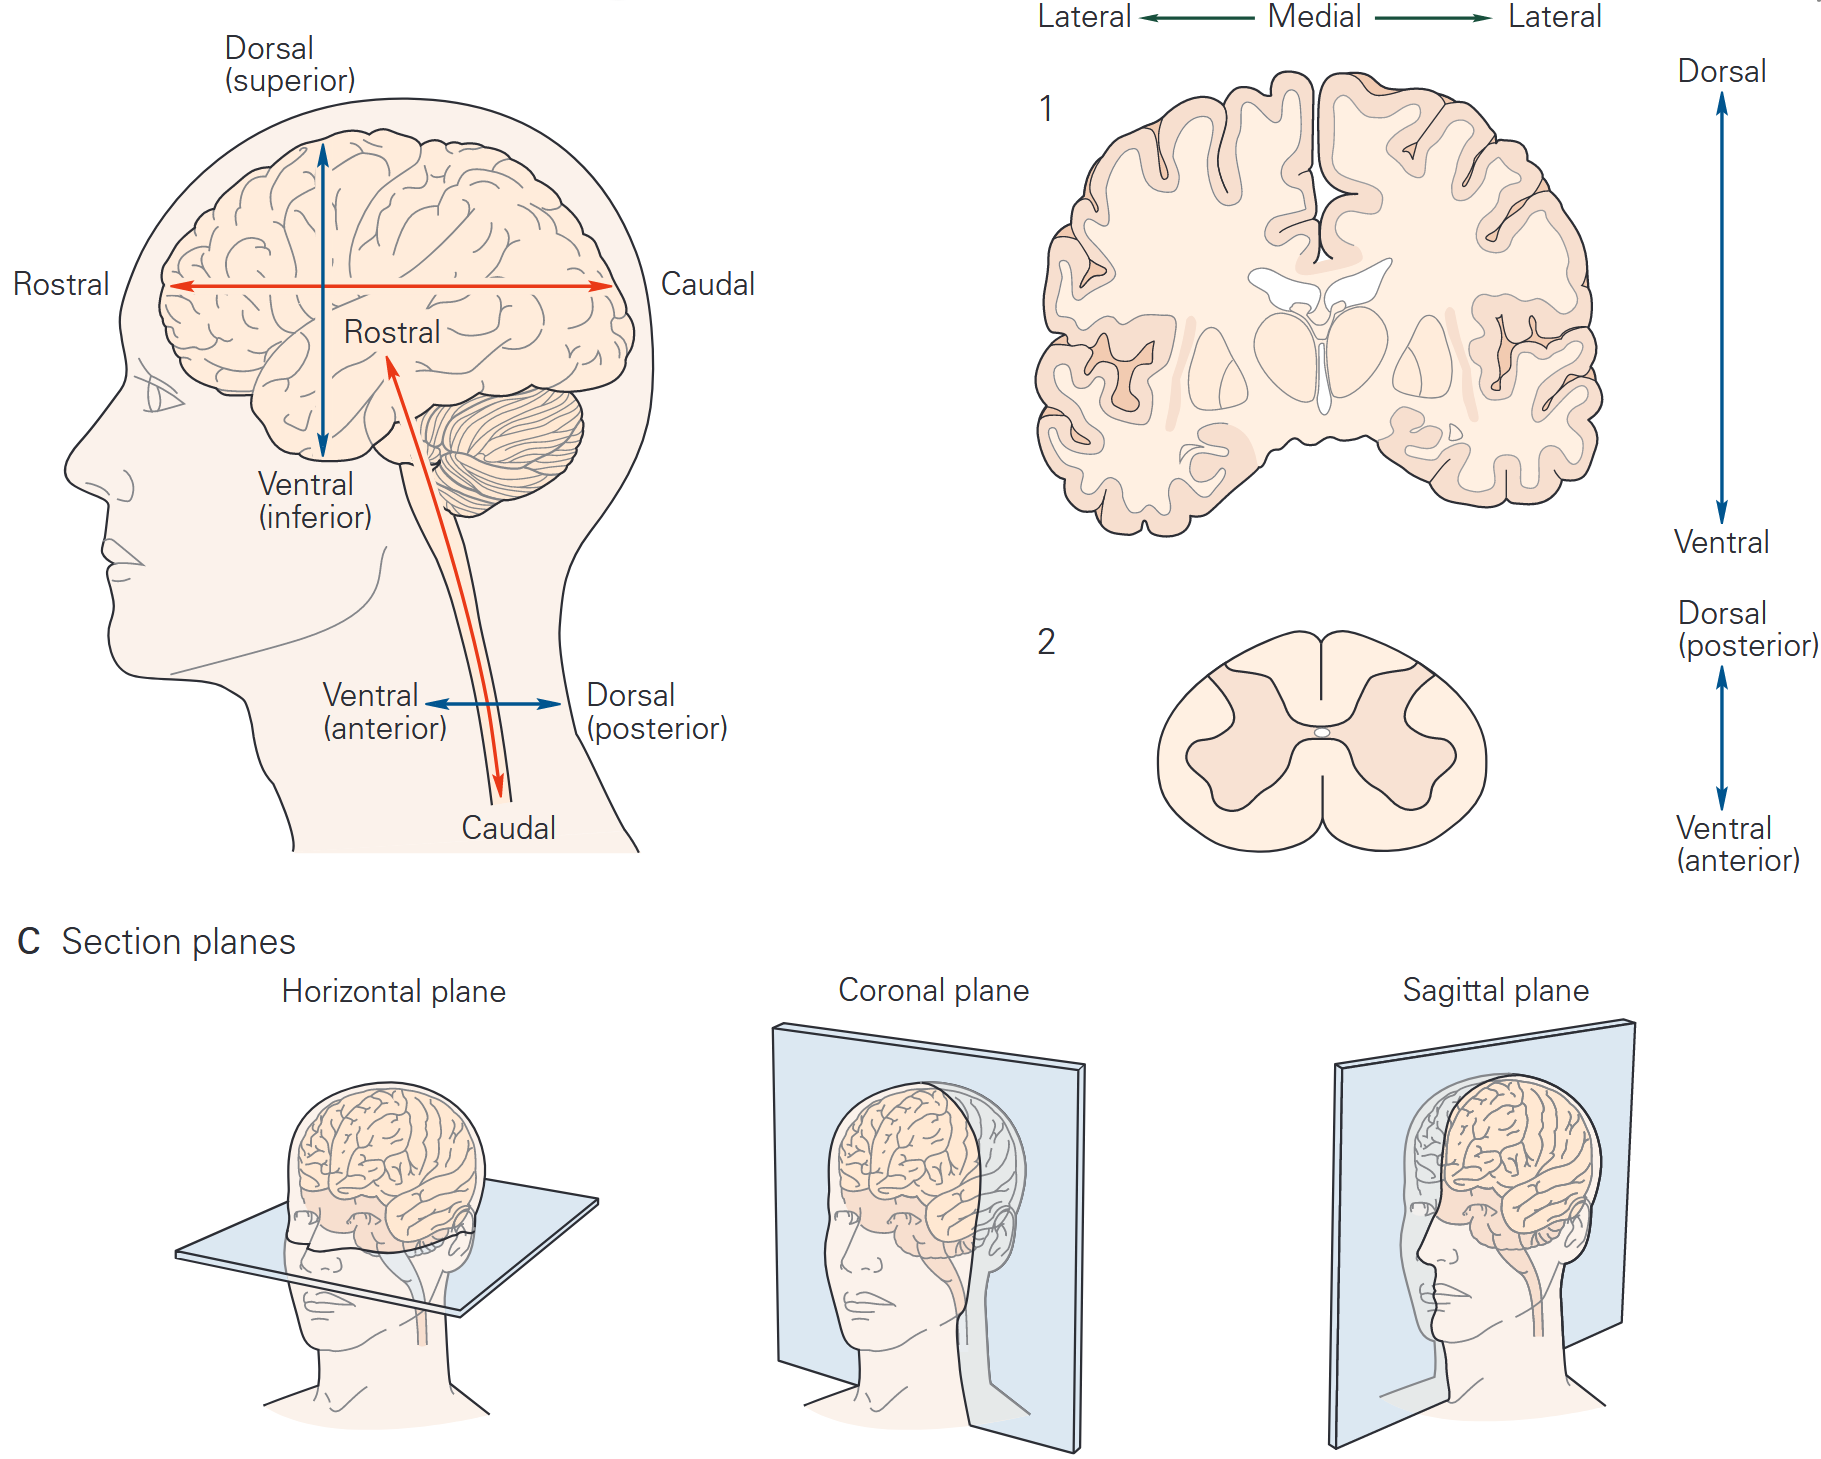 Dorsal
(superior)
Rostral
Caudal
Rostral
Ventral
(inferior)
Ventral
(anterior)
Dorsal
(posterior)
Caudal
Lateral Medial Lateral
1
Dorsal
Ventral
2
Dorsal
(posterior)
Ventral
(anterior)
C Section planes
Horizontal plane
Coronal plane
Sagittal plane